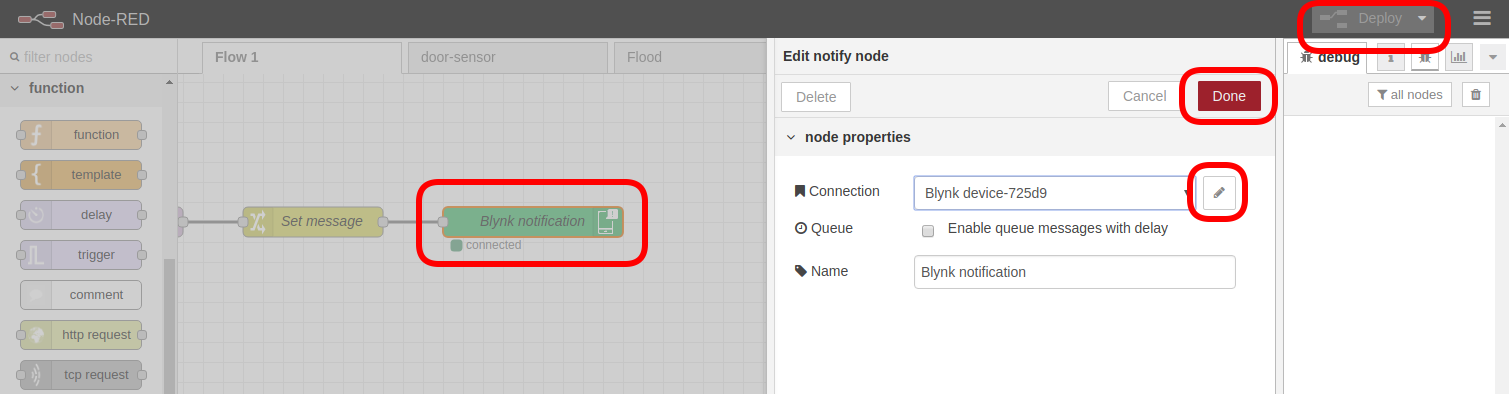 Node-RED
Deploy
filter nodes
Flow 1
door-sensor
Flood
Edit notify node
debug
i
Delete
Cancel
Done
all nodes
function
node properties
function
template
delay
trigger
comment
http request
tcp request
Set message
Blynk notification
connected
Connection
Blynk device-725d9
Queue
Enable queue messages with delay
Name
Blynk notification